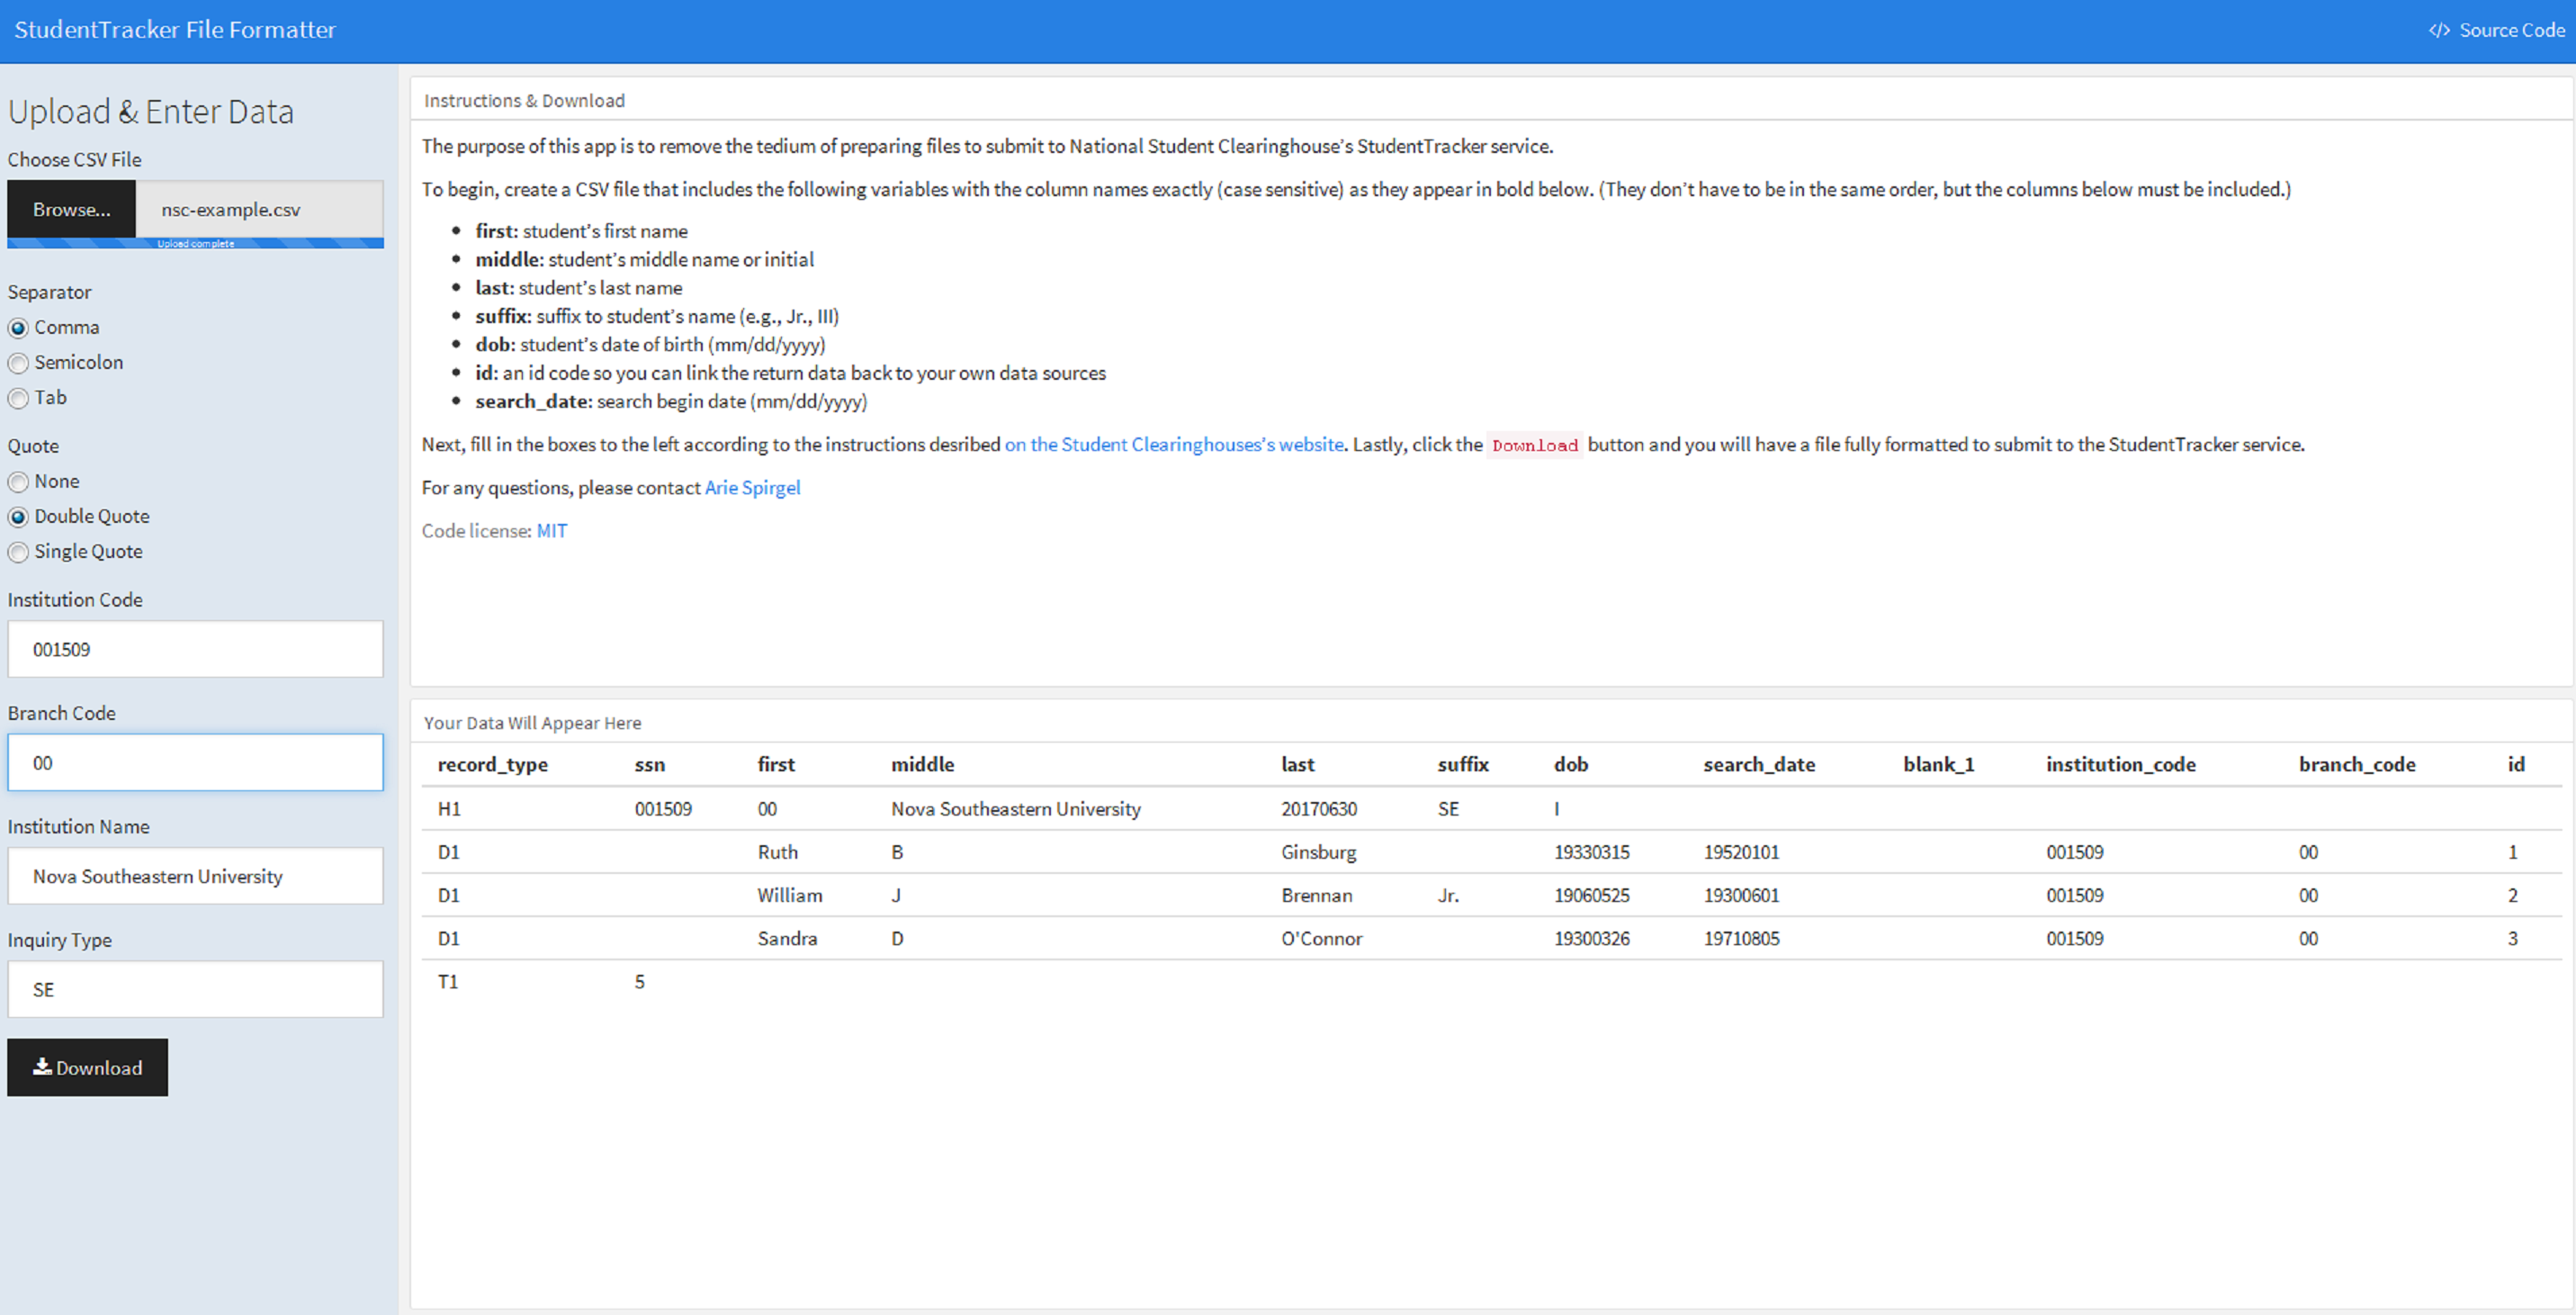 StudentTracker File Formatter
</> Source Code
Upload & Enter Data
Choose CSV File
Browse... nsc-example.csv
Upload complete
Separator
Comma
Semicolon
Tab
Quote
None
Double Quote
Single Quote
Institution Code
001509
Branch Code
00
Institution Name
Nova Southeastern University
Inquiry Type
SE
Download
Instructions & Download
The purpose of this app is to remove the tedium of preparing files to submit to National Student Clearinghouse's StudentTracker service.
To begin, create a CSV file that includes the following variables with the column names exactly (case sensitive) as they appear in bold below. (They don't have to be in the same order, but the columns below must be included.)
• first: student's first name
• middle: student's middle name or initial
• last: student's last name
• suffix: suffix to student's name (e.g., Jr., III)
• dob: student's date of birth (mm/dd/yyyy)
• id: an id code so you can link the return data back to your own data sources
• search_date: search begin date (mm/dd/yyyy)
Next, fill in the boxes to the left according to the instructions desribed on the Student Clearinghouses's website. Lastly, click the Download button and you will have a file fully formatted to submit to the StudentTracker service.
For any questions, please contact Arie Spirgel
Code license: MIT
Your Data Will Appear Here
record_type ssn first middle last suffix dob search_date blank_1 institution_code branch_code id
H1 001509 00 Nova Southeastern University 20170630 SE I
D1 Ruth B Ginsburg 19330315 19520101 001509 00 1
D1 William J Brennan Jr. 19060525 19300601 001509 00 2
D1 Sandra D O'Connor 19300326 19710805 001509 00 3
T1 5